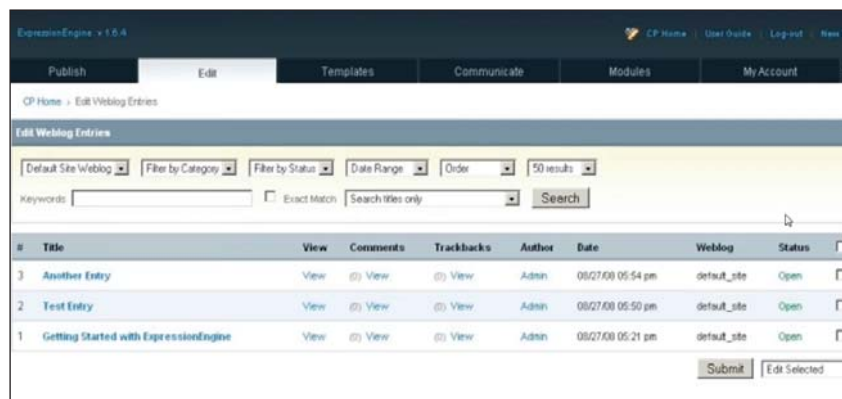 ExpressionEngine v 1.6.4
CP Home | User Guide | Log-out | New
Publish Edit Templates Communicate Modules My Account
CP Home > Edit Weblog Entries
Edit Weblog Entries
Default Site Weblog Filter by Category Filter by Status Date Range Order 50 results
Keywords Exact Match Search titles only Search
# Title View Comments Trackbacks Author Date Weblog Status
3 Another Entry View (0) View (0) View Admin 08/27/08 05:54 pm default_site Open
2 Test Entry View (0) View (0) View Admin 08/27/08 05:50 pm default_site Open
1 Getting Started with ExpressionEngine View (0) View (0) View Admin 08/27/08 05:21 pm default_site Open
Submit Edit Selected